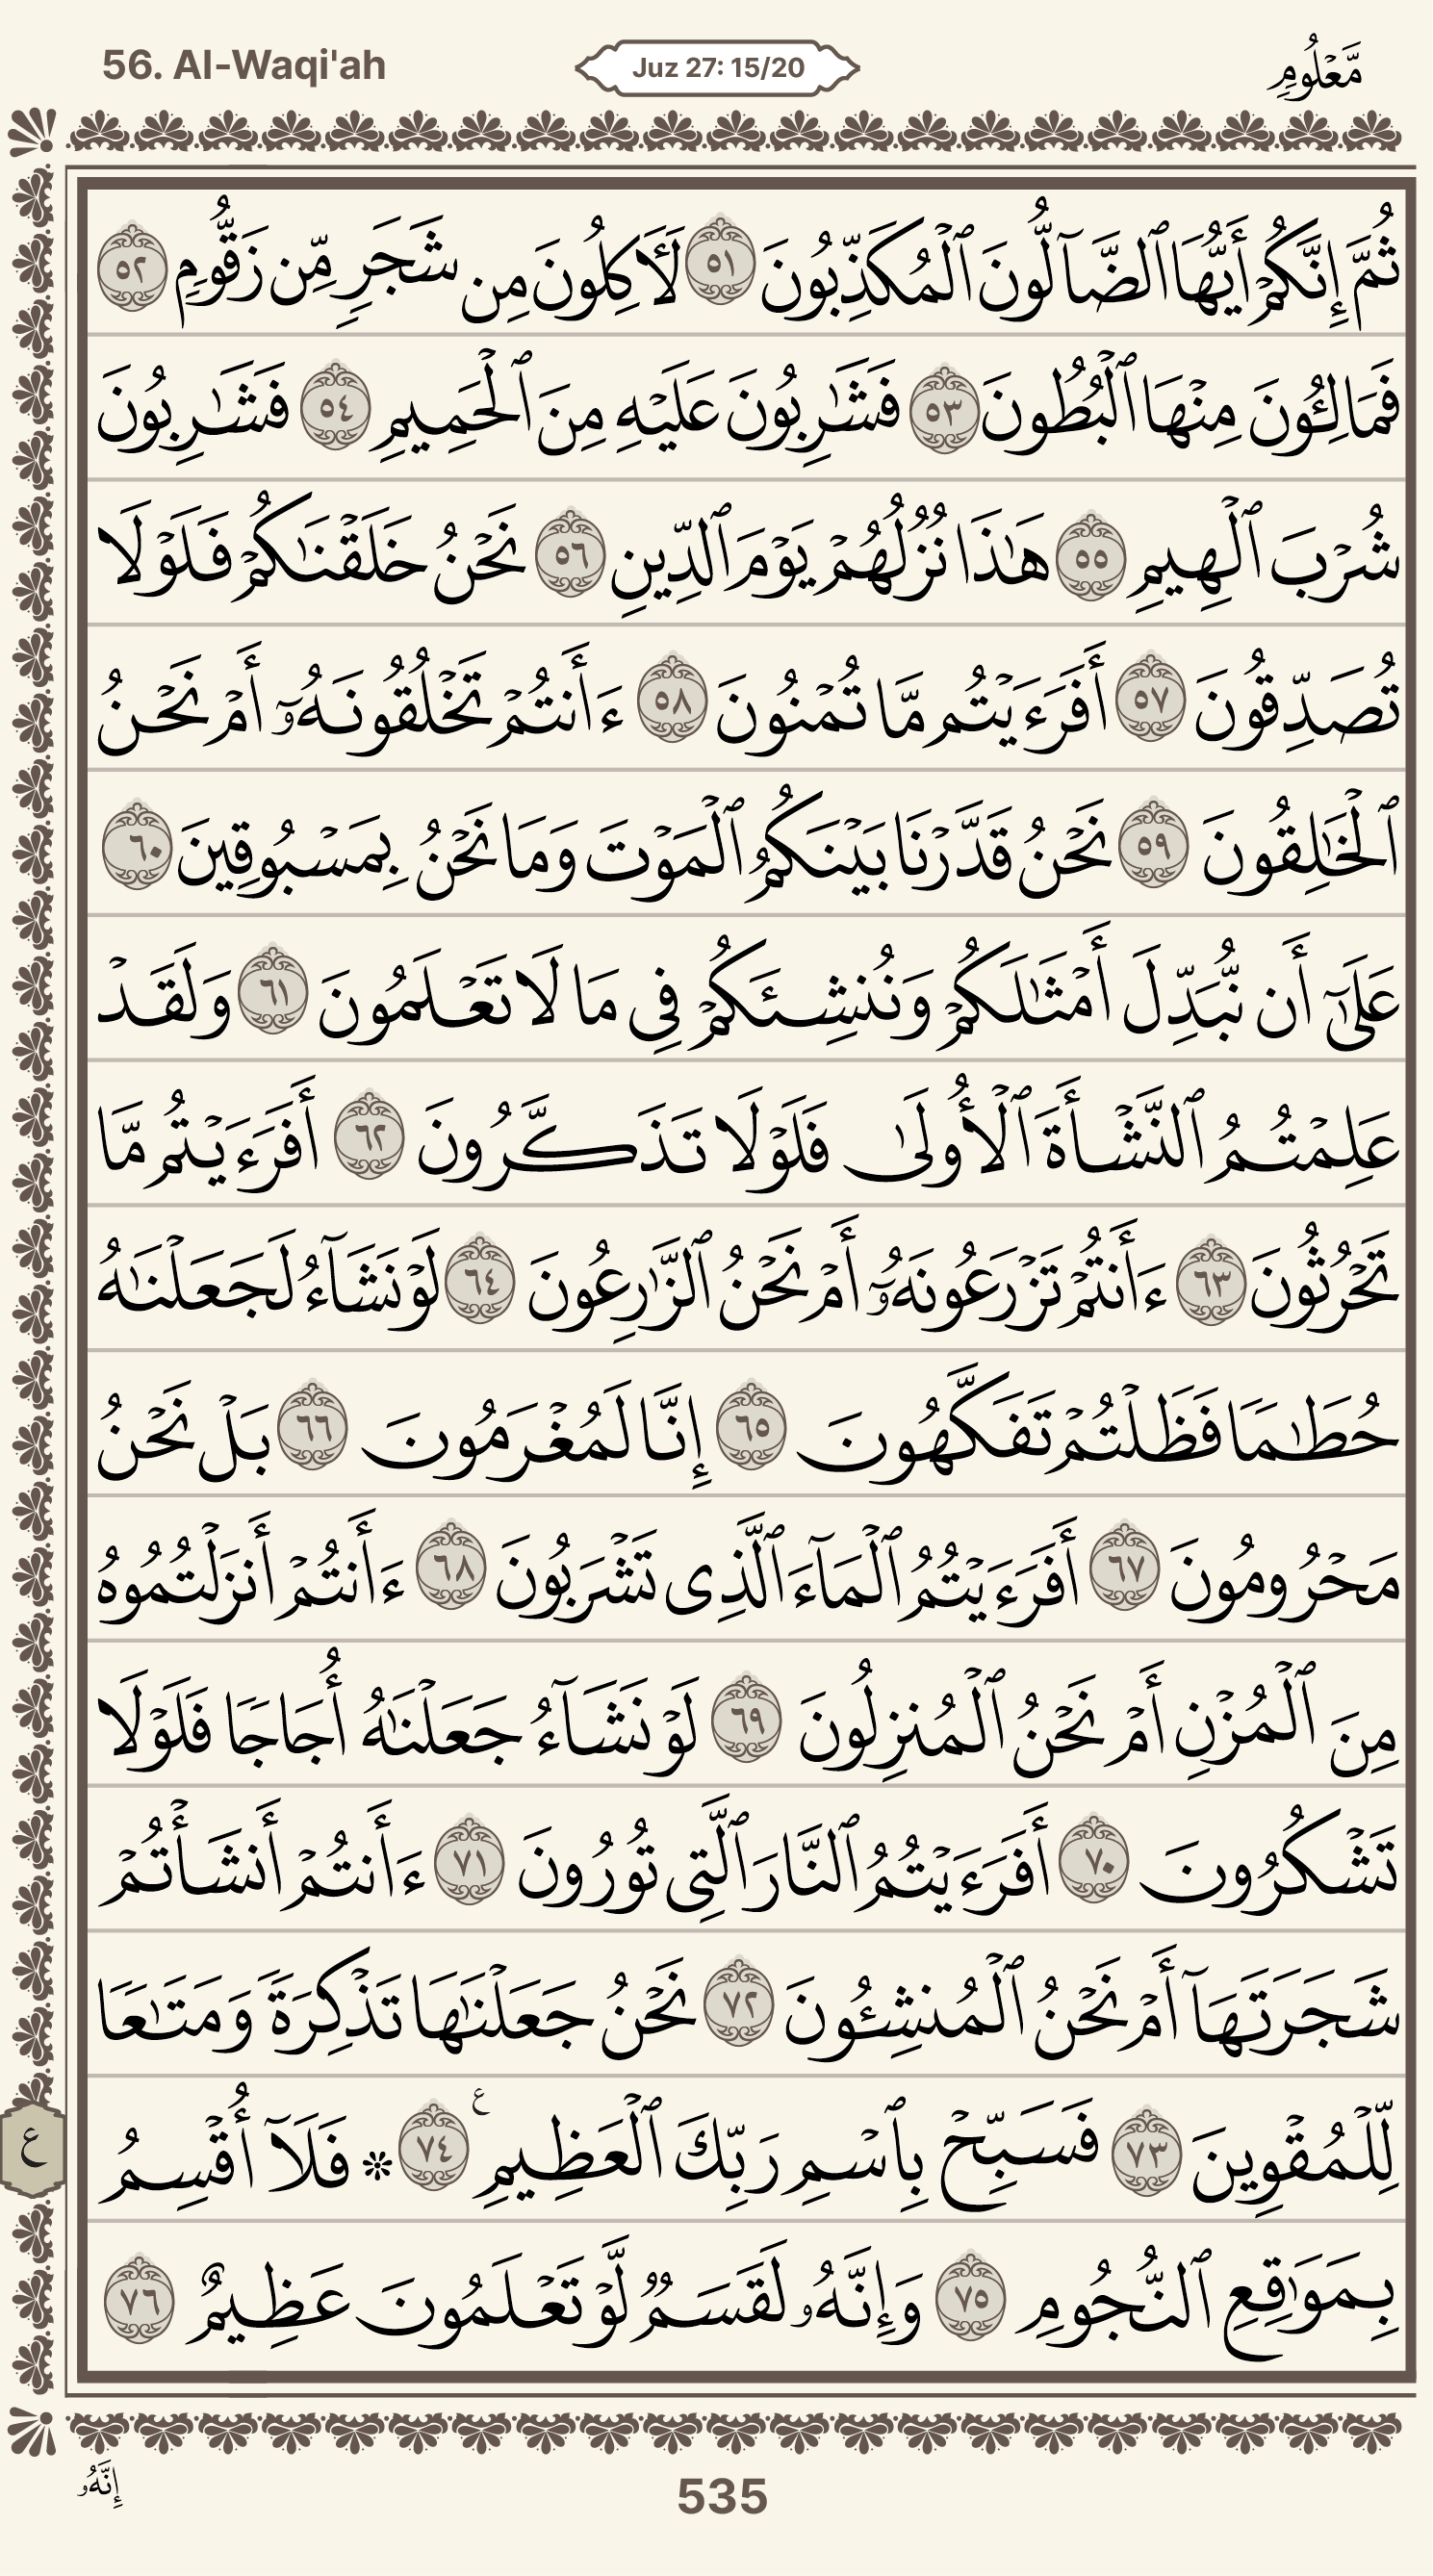 56. Al-Waqi'ah
Juz 27: 15/20
مَّعْلُومٍ
ثُمَّ إِنَّكُمْ أَيُّهَا ٱلضَّآلُّونَ ٱلْمُكَذِّبُونَ ٥١ لَـَٔاكِلُونَ مِن شَجَرٍ مِّن زَقُّومٍ ٥٢
فَمَالِـُٔونَ مِنْهَا ٱلْبُطُونَ ٥٣ فَشَـٰرِبُونَ عَلَيْهِ مِنَ ٱلْحَمِيمِ ٥٤ فَشَـٰرِبُونَ
شُرْبَ ٱلْهِيمِ ٥٥ هَـٰذَا نُزُلُهُمْ يَوْمَ ٱلدِّينِ ٥٦ نَحْنُ خَلَقْنَـٰكُمْ فَلَوْلَا
تُصَدِّقُونَ ٥٧ أَفَرَءَيْتُم مَّا تُمْنُونَ ٥٨ ءَأَنتُمْ تَخْلُقُونَهُۥٓ أَمْ نَحْنُ
ٱلْخَـٰلِقُونَ ٥٩ نَحْنُ قَدَّرْنَا بَيْنَكُمُ ٱلْمَوْتَ وَمَا نَحْنُ بِمَسْبُوقِينَ ٦٠
عَلَىٰٓ أَن نُّبَدِّلَ أَمْثَـٰلَكُمْ وَنُنشِئَكُمْ فِى مَا لَا تَعْلَمُونَ ٦١ وَلَقَدْ
عَلِمْتُمُ ٱلنَّشْأَةَ ٱلْأُولَىٰ فَلَوْلَا تَذَكَّرُونَ ٦٢ أَفَرَءَيْتُم مَّا
تَحْرُثُونَ ٦٣ ءَأَنتُمْ تَزْرَعُونَهُۥٓ أَمْ نَحْنُ ٱلزَّٰرِعُونَ ٦٤ لَوْ نَشَآءُ لَجَعَلْنَـٰهُ
حُطَـٰمًا فَظَلْتُمْ تَفَكَّهُونَ ٦٥ إِنَّا لَمُغْرَمُونَ ٦٦ بَلْ نَحْنُ
مَحْرُومُونَ ٦٧ أَفَرَءَيْتُمُ ٱلْمَآءَ ٱلَّذِى تَشْرَبُونَ ٦٨ ءَأَنتُمْ أَنزَلْتُمُوهُ
مِنَ ٱلْمُزْنِ أَمْ نَحْنُ ٱلْمُنزِلُونَ ٦٩ لَوْ نَشَآءُ جَعَلْنَـٰهُ أُجَاجًا فَلَوْلَا
تَشْكُرُونَ ٧٠ أَفَرَءَيْتُمُ ٱلنَّارَ ٱلَّتِى تُورُونَ ٧١ ءَأَنتُمْ أَنشَأْتُمْ
شَجَرَتَهَآ أَمْ نَحْنُ ٱلْمُنشِـُٔونَ ٧٢ نَحْنُ جَعَلْنَـٰهَا تَذْكِرَةً وَمَتَـٰعًا
لِّلْمُقْوِينَ ٧٣ فَسَبِّحْ بِٱسْمِ رَبِّكَ ٱلْعَظِيمِ ع ٧٤ ۞ فَلَآ أُقْسِمُ
ع
بِمَوَٰقِعِ ٱلنُّجُومِ ٧٥ وَإِنَّهُۥ لَقَسَمٌ لَّوْ تَعْلَمُونَ عَظِيمٌ ٧٦
إِنَّهُۥ
535